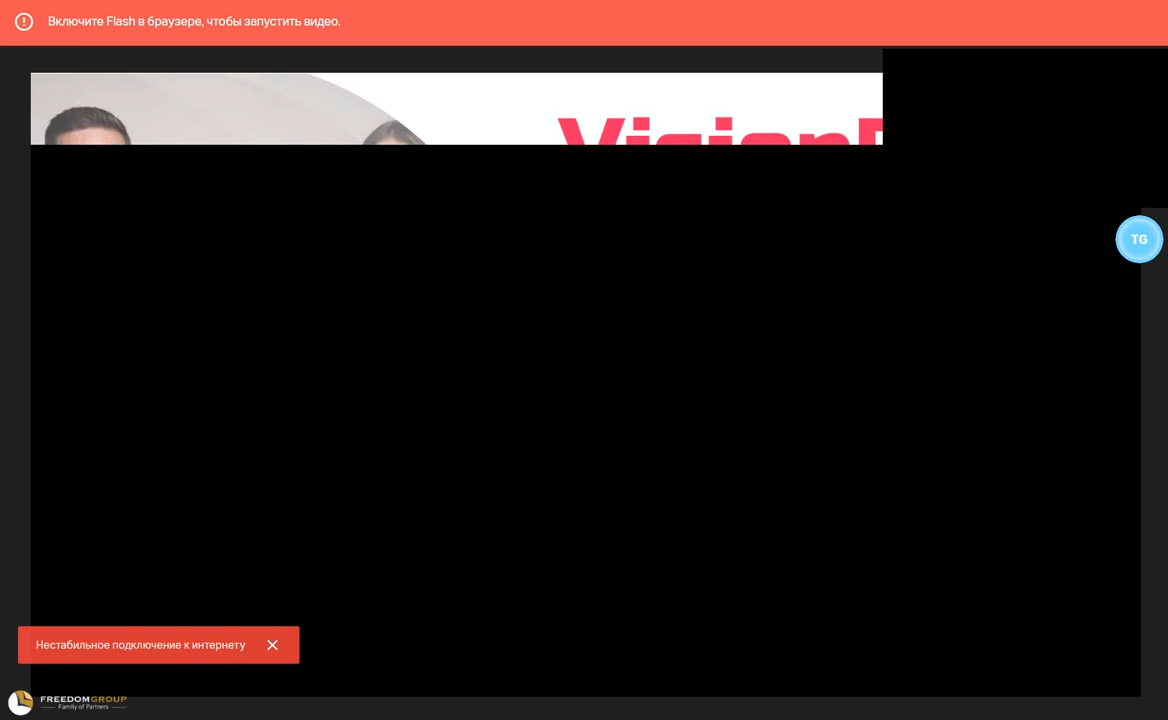 Включите Flash в браузере, чтобы запустить видео.
TG
Нестабильное подключение к интернету
FREEDOMGROUP
Family of Partners